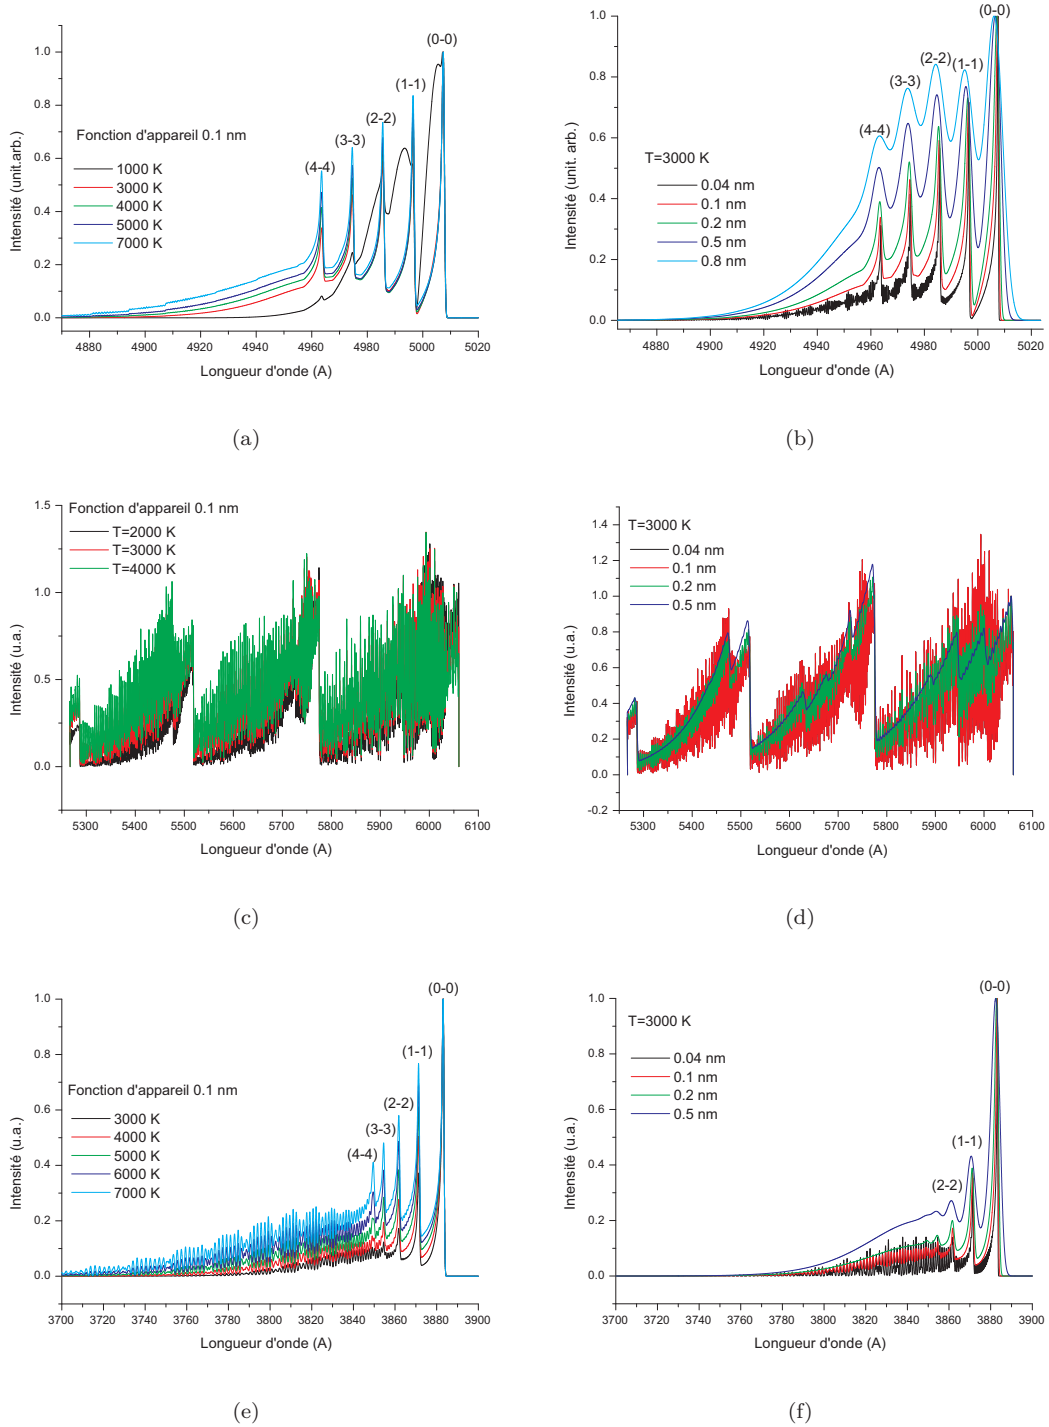 (0-0)
1.0
(1-1)
0.8
Fonction d'appareil 0.1 nm
(2-2)
(3-3)
0.6
(4-4)
1000 K
3000 K
4000 K
5000 K
7000 K
0.4
0.2
0.0
Intensité (unit.arb.)
4880 4900 4920 4940 4960 4980 5000 5020
Longueur d'onde (A)
(a)
(0-0)
1.0
(2-2)
(1-1)
(3-3)
0.8
(4-4)
0.6
T=3000 K
0.04 nm
0.1 nm
0.2 nm
0.5 nm
0.8 nm
0.4
0.2
0.0
Intensité (unit. arb.)
4880 4900 4920 4940 4960 4980 5000 5020
Longueur d'onde (A)
(b)
1.5
Fonction d'appareil 0.1 nm
T=2000 K
T=3000 K
T=4000 K
1.0
0.5
0.0
Intensité (u.a.)
5300 5400 5500 5600 5700 5800 5900 6000 6100
Longueur d'onde (A)
(c)
1.4
T=3000 K
0.04 nm
0.1 nm
0.2 nm
0.5 nm
1.2
1.0
0.8
0.6
0.4
0.2
0.0
-0.2
Intensité (u.a.)
5300 5400 5500 5600 5700 5800 5900 6000 6100
Longueur d'onde (A)
(d)
(0-0)
1.0
(1-1)
0.8
Fonction d'appareil 0.1 nm
(2-2)
0.6
(3-3)
(4-4)
3000 K
4000 K
5000 K
6000 K
7000 K
0.4
0.2
0.0
Intensité (u.a.)
3700 3720 3740 3760 3780 3800 3820 3840 3860 3880 3900
Longueur d'onde (A)
(e)
(0-0)
1.0
T=3000 K
0.8
0.04 nm
0.1 nm
0.2 nm
0.5 nm
0.6
(1-1)
0.4
(2-2)
0.2
0.0
Intensité (u.a.)
3700 3720 3740 3760 3780 3800 3820 3840 3860 3880 3900
Longueur d'onde (A)
(f)